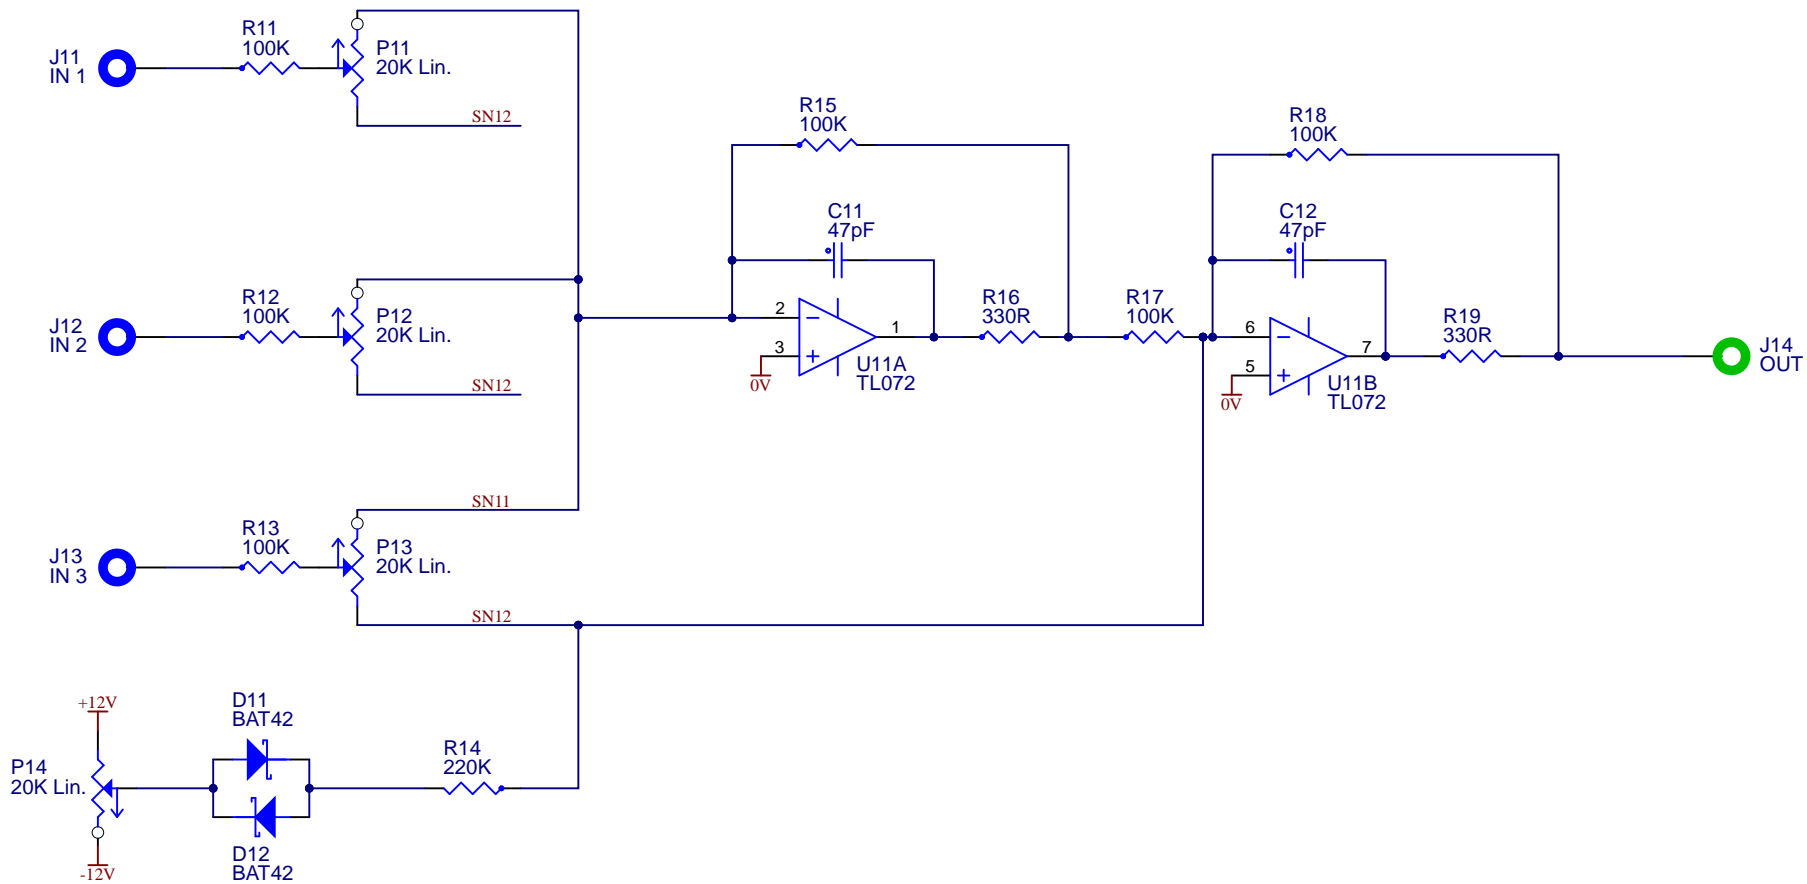 J11
IN 1
R11
100K
P11
20K Lin.
SN12
J12
IN 2
R12
100K
P12
20K Lin.
SN12
SN11
J13
IN 3
R13
100K
P13
20K Lin.
SN12
+12V
P14
20K Lin.
-12V
D11
BAT42
D12
BAT42
R14
220K
R15
100K
C11
47pF
2
3
1
0V
U11A
TL072
R16
330R
R17
100K
R18
100K
C12
47pF
6
5
7
0V
U11B
TL072
R19
330R
J14
OUT